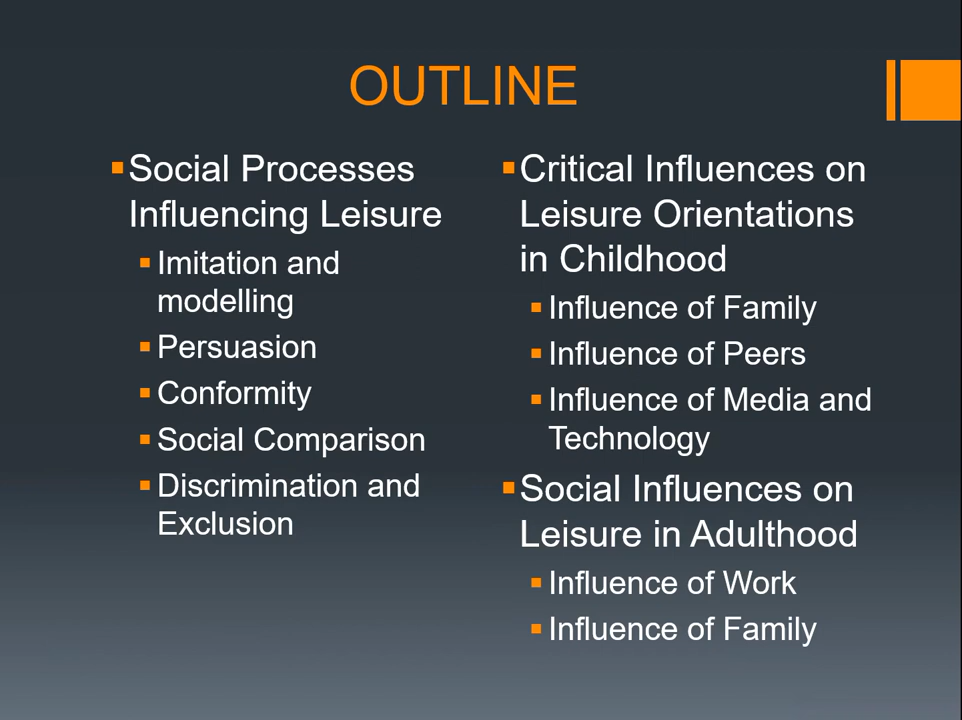 OUTLINE
Social Processes
Influencing Leisure
Imitation and
modelling
Persuasion
Conformity
Social Comparison
Discrimination and
Exclusion
Critical Influences on
Leisure Orientations
in Childhood
Influence of Family
Influence of Peers
Influence of Media and
Technology
Social Influences on
Leisure in Adulthood
Influence of Work
Influence of Family